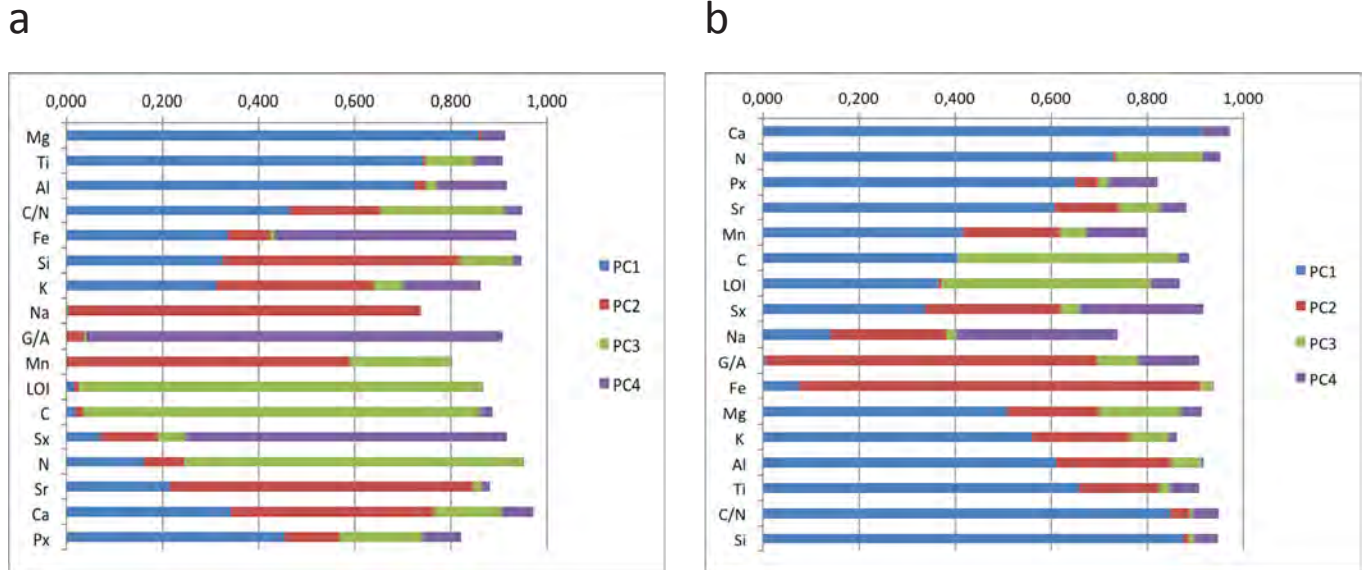 a
0,000 0,200 0,400 0,600 0,800 1,000
Mg
Ti
Al
C/N
Fe
Si
K
Na
G/A
Mn
LOI
C
Sx
N
Sr
Ca
Px
PC1
PC2
PC3
PC4
b
0,000 0,200 0,400 0,600 0,800 1,000
Ca
N
Px
Sr
Mn
C
LOI
Sx
Na
G/A
Fe
Mg
K
Al
Ti
C/N
Si
PC1
PC2
PC3
PC4